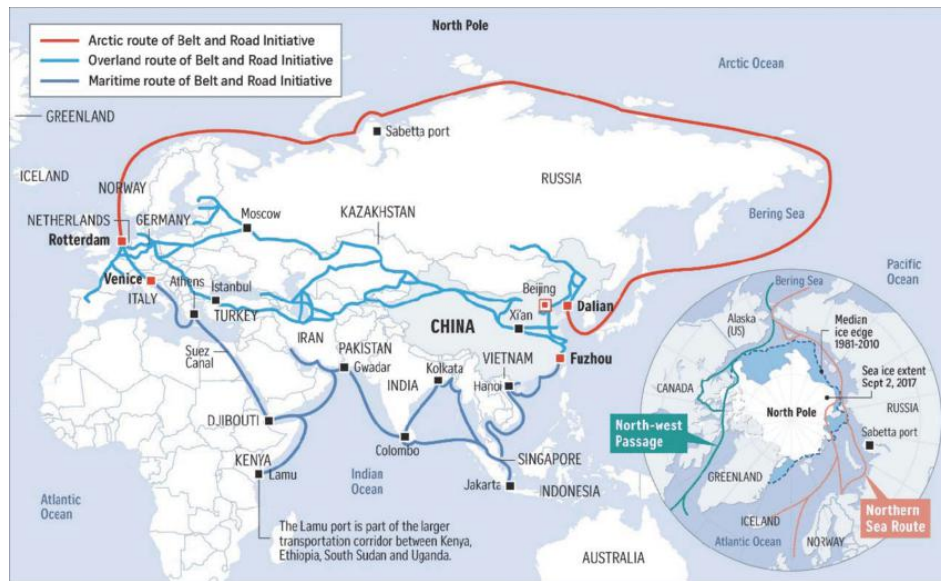 North Pole
Arctic route of Belt and Road Initiative
Overland route of Belt and Road Initiative
Maritime route of Belt and Road Initiative
Arctic Ocean
GREENLAND
Sabetta port
ICELAND
NORWAY
RUSSIA
NETHERLANDS
GERMANY
Moscow
KAZAKHSTAN
Bering Sea
Rotterdam
Venice
ITALY
Athens
Istanbul
TURKEY
Beijing
Dalian
Pacific
Ocean
Xi'an
CHINA
IRAN
PAKISTAN
Gwadar
Suez
Canal
INDIA
Kolkata
VIETNAM
Hanoi
Fuzhou
DJIBOUTI
Colombo
KENYA
Lamu
Indian
Ocean
SINGAPORE
Jakarta
INDONESIA
Atlantic
Ocean
The Lamu port is part of the larger
transportation corridor between Kenya,
Ethiopia, South Sudan and Uganda.
AUSTRALIA
Bering Sea
Alaska
(US)
Median
ice edge
1981-2010
Sea ice extent
Sept 2, 2017
CANADA
North Pole
RUSSIA
North-west
Passage
Sabetta port
GREENLAND
Northern
Sea Route
ICELAND
Atlantic Ocean
NORWAY